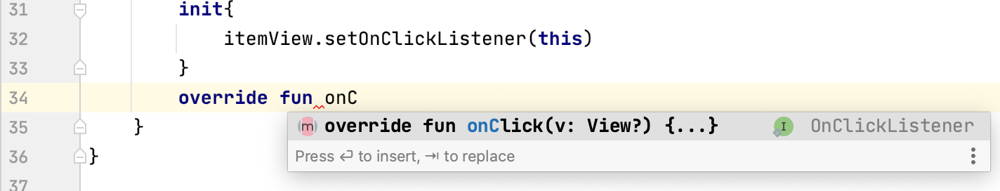 31 init{
32 itemView.setOnClickListener(this)
33 }
34 override fun onC
m override fun onClick(v: View?) {...} I OnClickListener
35 }
Press ↩ to insert, ⇥ to replace
36 }
37